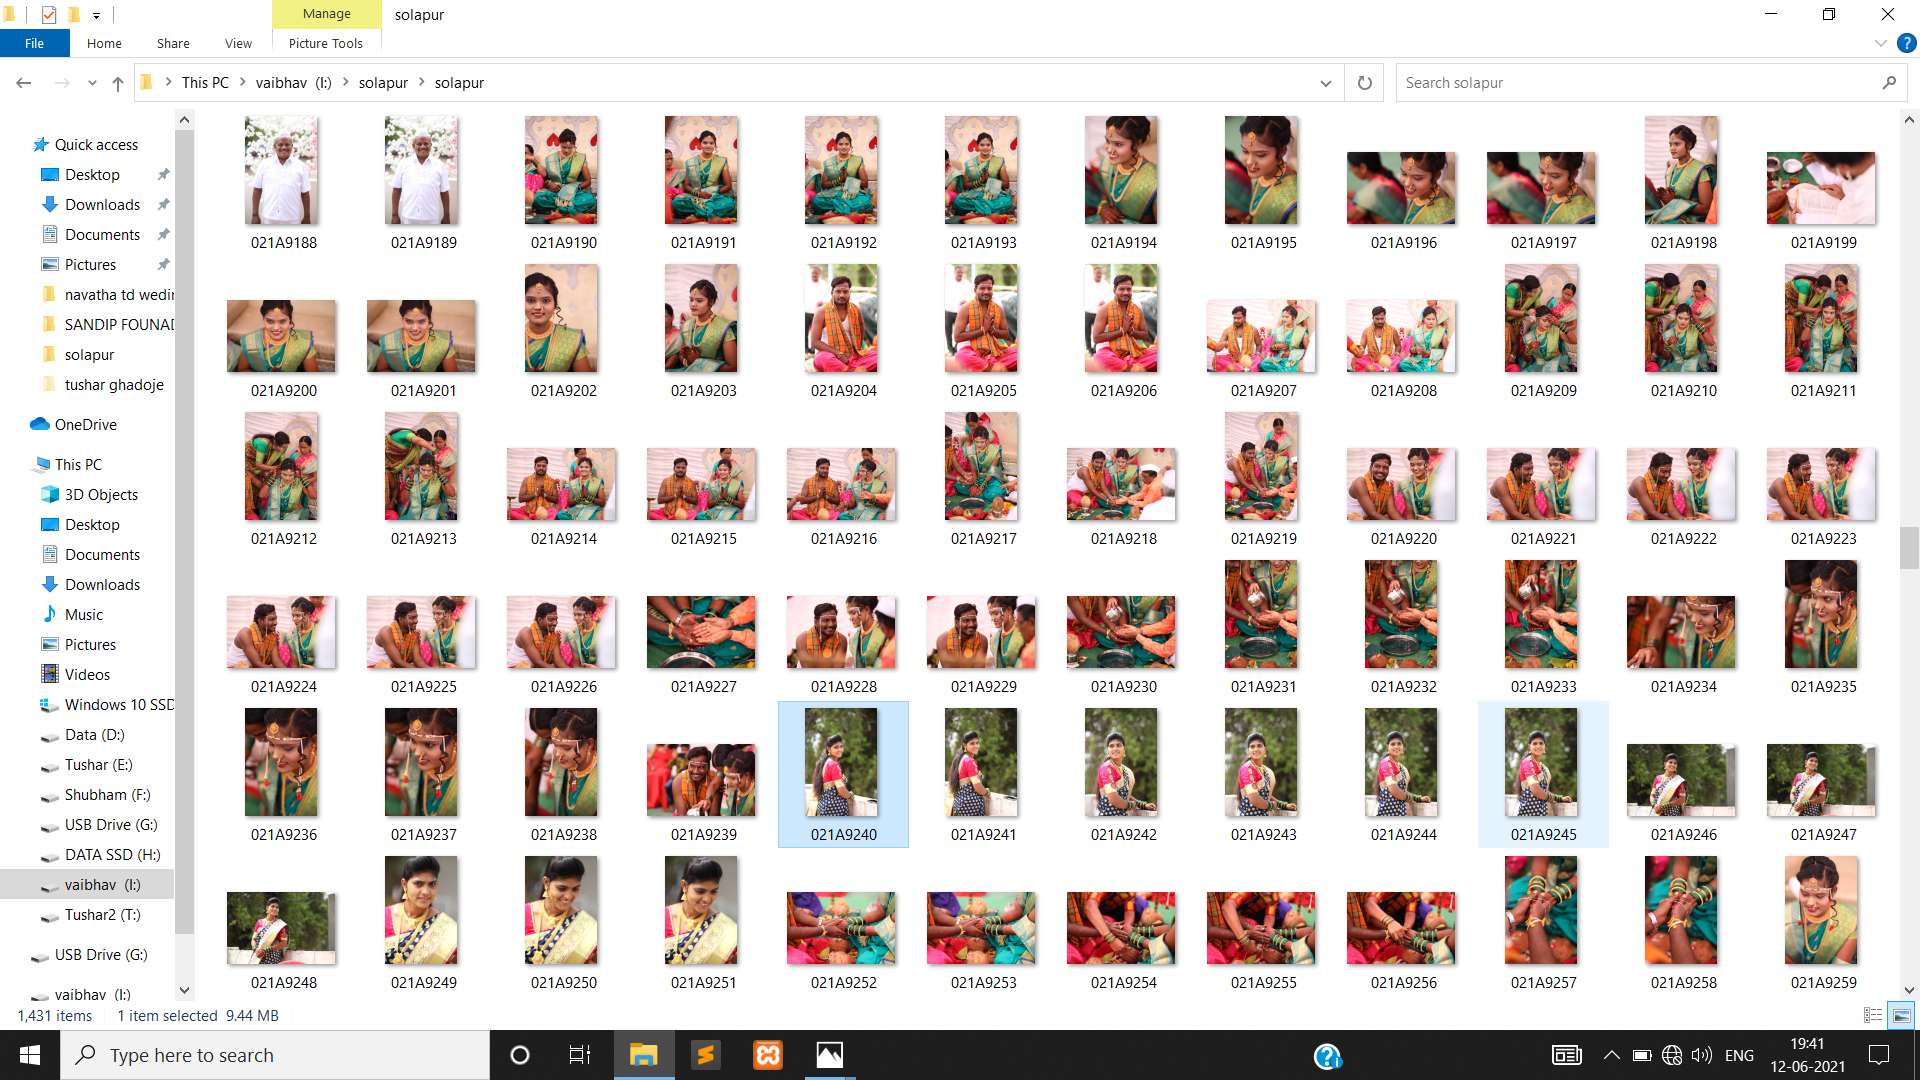 Manage
solapur
File
Home
Share
View
Picture Tools
?
This PC
vaibhav (I:)
solapur
solapur
Search solapur
Quick access
Desktop
Downloads
Documents
Pictures
navatha td wedin
SANDIP FOUNAD
solapur
tushar ghadoje
OneDrive
This PC
3D Objects
Desktop
Documents
Downloads
Music
Pictures
Videos
Windows 10 SSD
Data (D:)
Tushar (E:)
Shubham (F:)
USB Drive (G:)
DATA SSD (H:)
vaibhav (I:)
Tushar2 (T:)
USB Drive (G:)
vaibhav (I:)
021A9188 021A9189 021A9190 021A9191 021A9192 021A9193 021A9194 021A9195 021A9196 021A9197 021A9198 021A9199
021A9200 021A9201 021A9202 021A9203 021A9204 021A9205 021A9206 021A9207 021A9208 021A9209 021A9210 021A9211
021A9212 021A9213 021A9214 021A9215 021A9216 021A9217 021A9218 021A9219 021A9220 021A9221 021A9222 021A9223
021A9224 021A9225 021A9226 021A9227 021A9228 021A9229 021A9230 021A9231 021A9232 021A9233 021A9234 021A9235
021A9236 021A9237 021A9238 021A9239 021A9240 021A9241 021A9242 021A9243 021A9244 021A9245 021A9246 021A9247
021A9248 021A9249 021A9250 021A9251 021A9252 021A9253 021A9254 021A9255 021A9256 021A9257 021A9258 021A9259
1,431 items 1 item selected 9.44 MB
Type here to search
ENG
19:41
12-06-2021